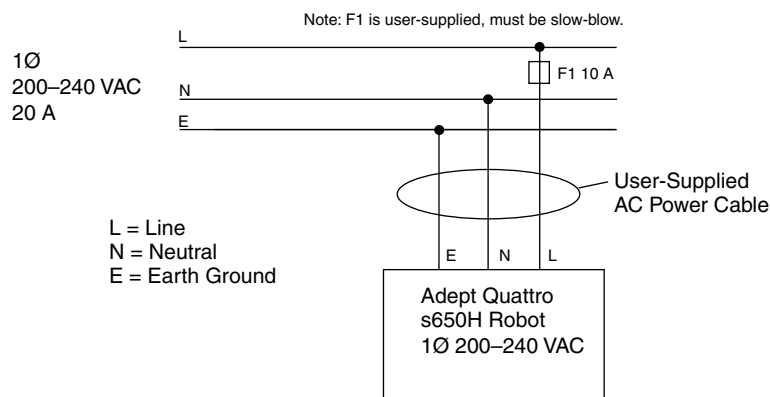 Note: F1 is user-supplied, must be slow-blow.
L
1Ø
200–240 VAC
20 A
F1 10 A
N
E
User-Supplied
AC Power Cable
L = Line
N = Neutral
E = Earth Ground
E N L
Adept Quattro
s650H Robot
1Ø 200–240 VAC